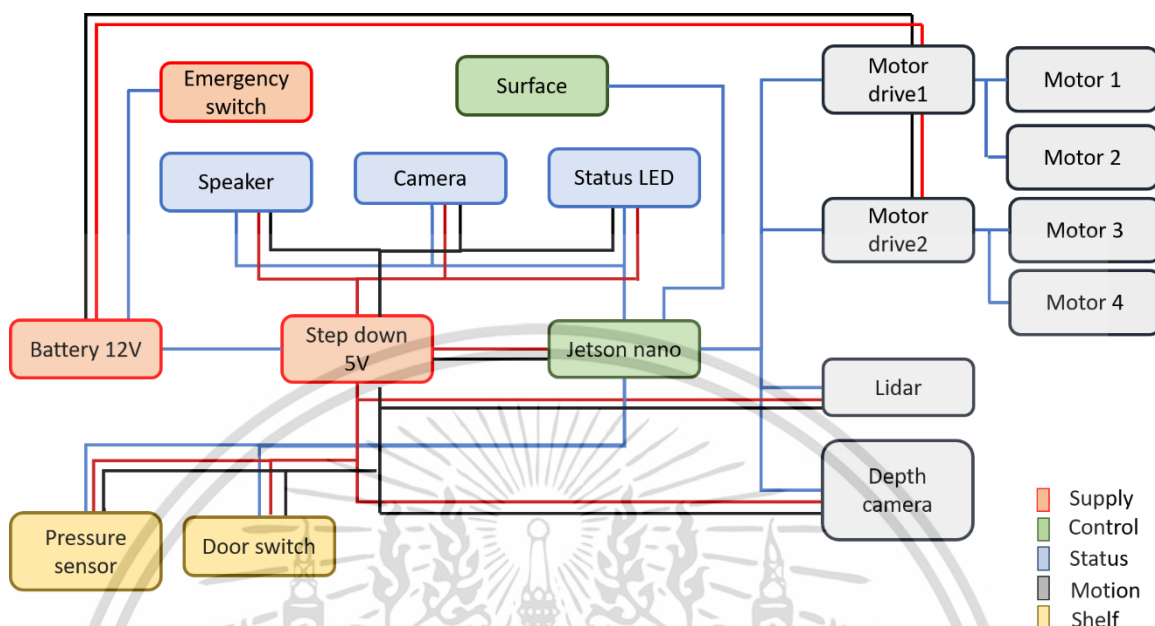 Emergency
switch
Surface
Motor
drive1
Motor 1
Motor 2
Speaker
Camera
Status LED
Motor
drive2
Motor 3
Motor 4
Battery 12V
Step down
5V
Jetson nano
Lidar
Depth
camera
Pressure
sensor
Door switch
Supply
Control
Status
Motion
Shelf